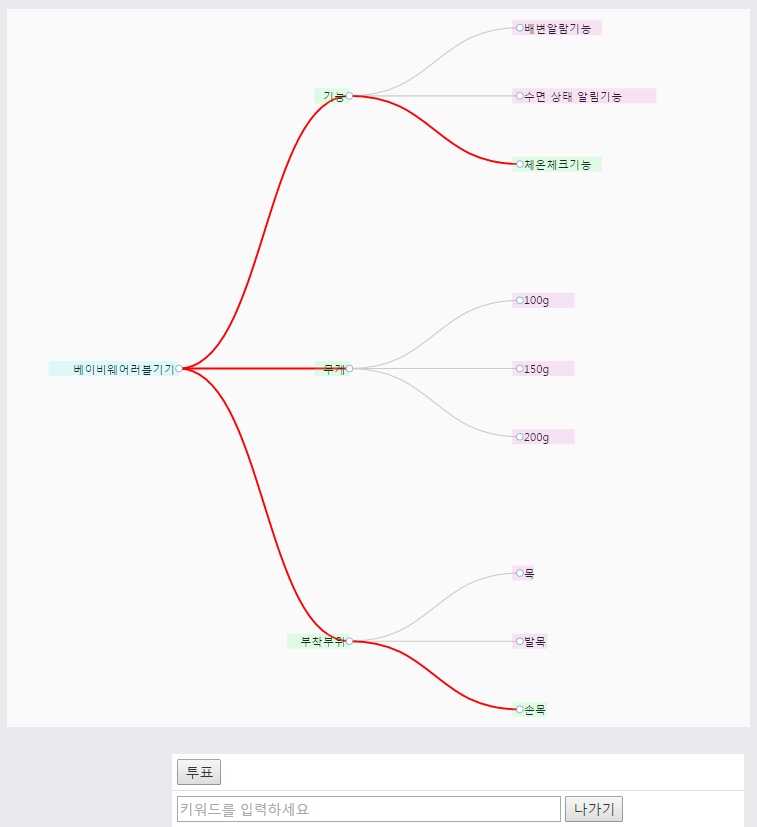 배변알람기능
기능
수면 상태 알림기능
체온체크기능
100g
베이비웨어러블기기
무게
150g
200g
목
부착부위
발목
손목
투표
키워드를 입력하세요
나가기